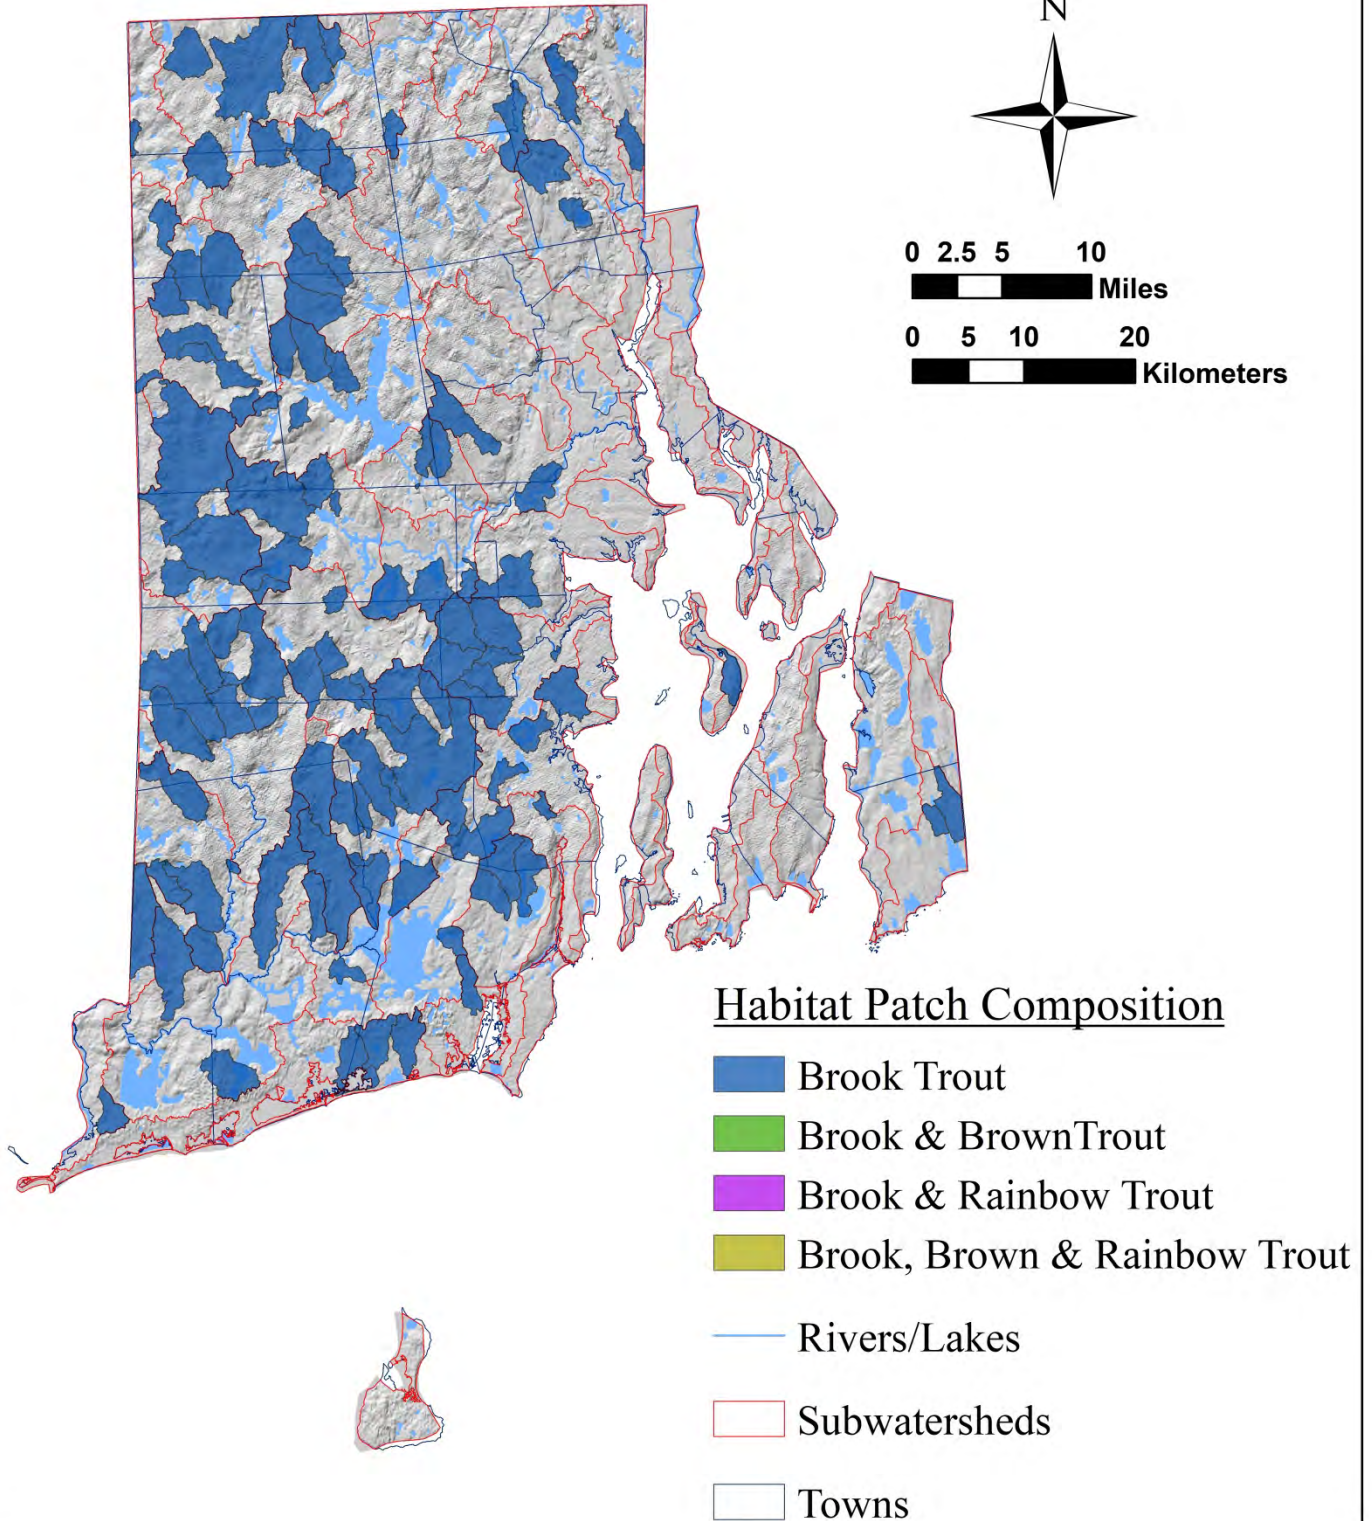 N
0 2.5 5 10
Miles
0 5 10 20
Kilometers
Habitat Patch Composition
Brook Trout
Brook & BrownTrout
Brook & Rainbow Trout
Brook, Brown & Rainbow Trout
Rivers/Lakes
Subwatersheds
Towns